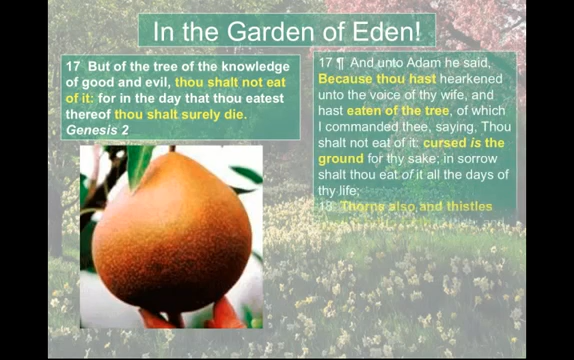 In the Garden of Eden!
17 But of the tree of the knowledge
of good and evil, thou shalt not eat
of it: for in the day that thou eatest
thereof thou shalt surely die.
Genesis 2
17 ¶ And unto Adam he said,
Because thou hast hearkened
unto the voice of thy wife, and
hast eaten of the tree, of which
I commanded thee, saying, Thou
shalt not eat of it: cursed is the
ground for thy sake; in sorrow
shalt thou eat of it all the days of
thy life;
18 Thorns also and thistles